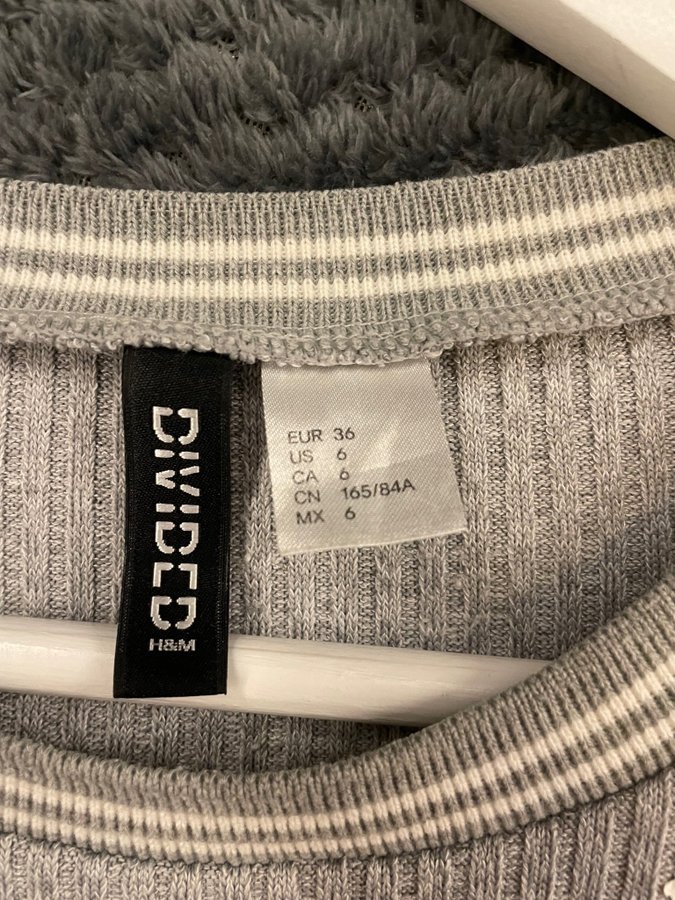 DIVIDED
H&M
EUR 36
US 6
CA 6
CN 165/84A
MX 6